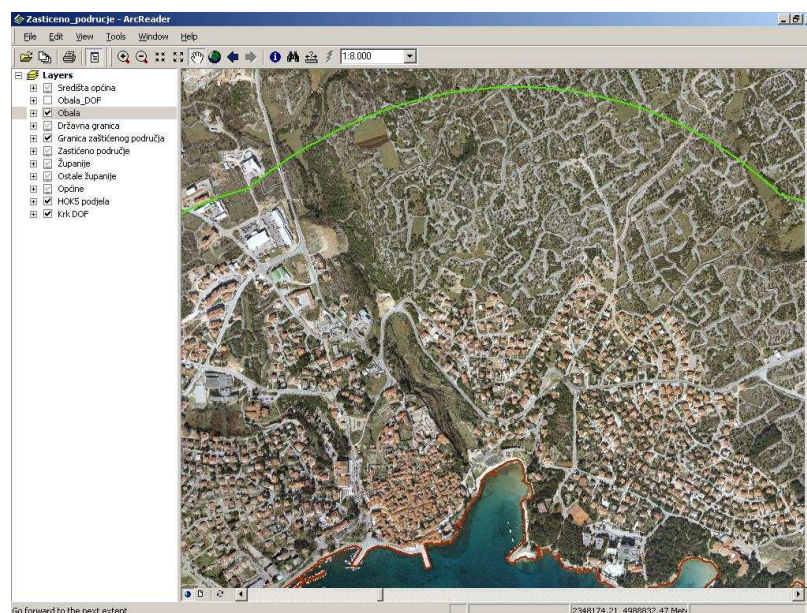 Zasticeno_podrucje - ArcReader
File Edit View Tools Window Help
1:8.000
Layers
Središta općina
Obala_DOF
Obala
Državna granica
Granica zaštićenog područja
Zastićeno područje
Županije
Ostale županije
Općine
HOK5 podjela
Krk DOF
Go forward to the next extent
2348174,21 4988832,47 Mete